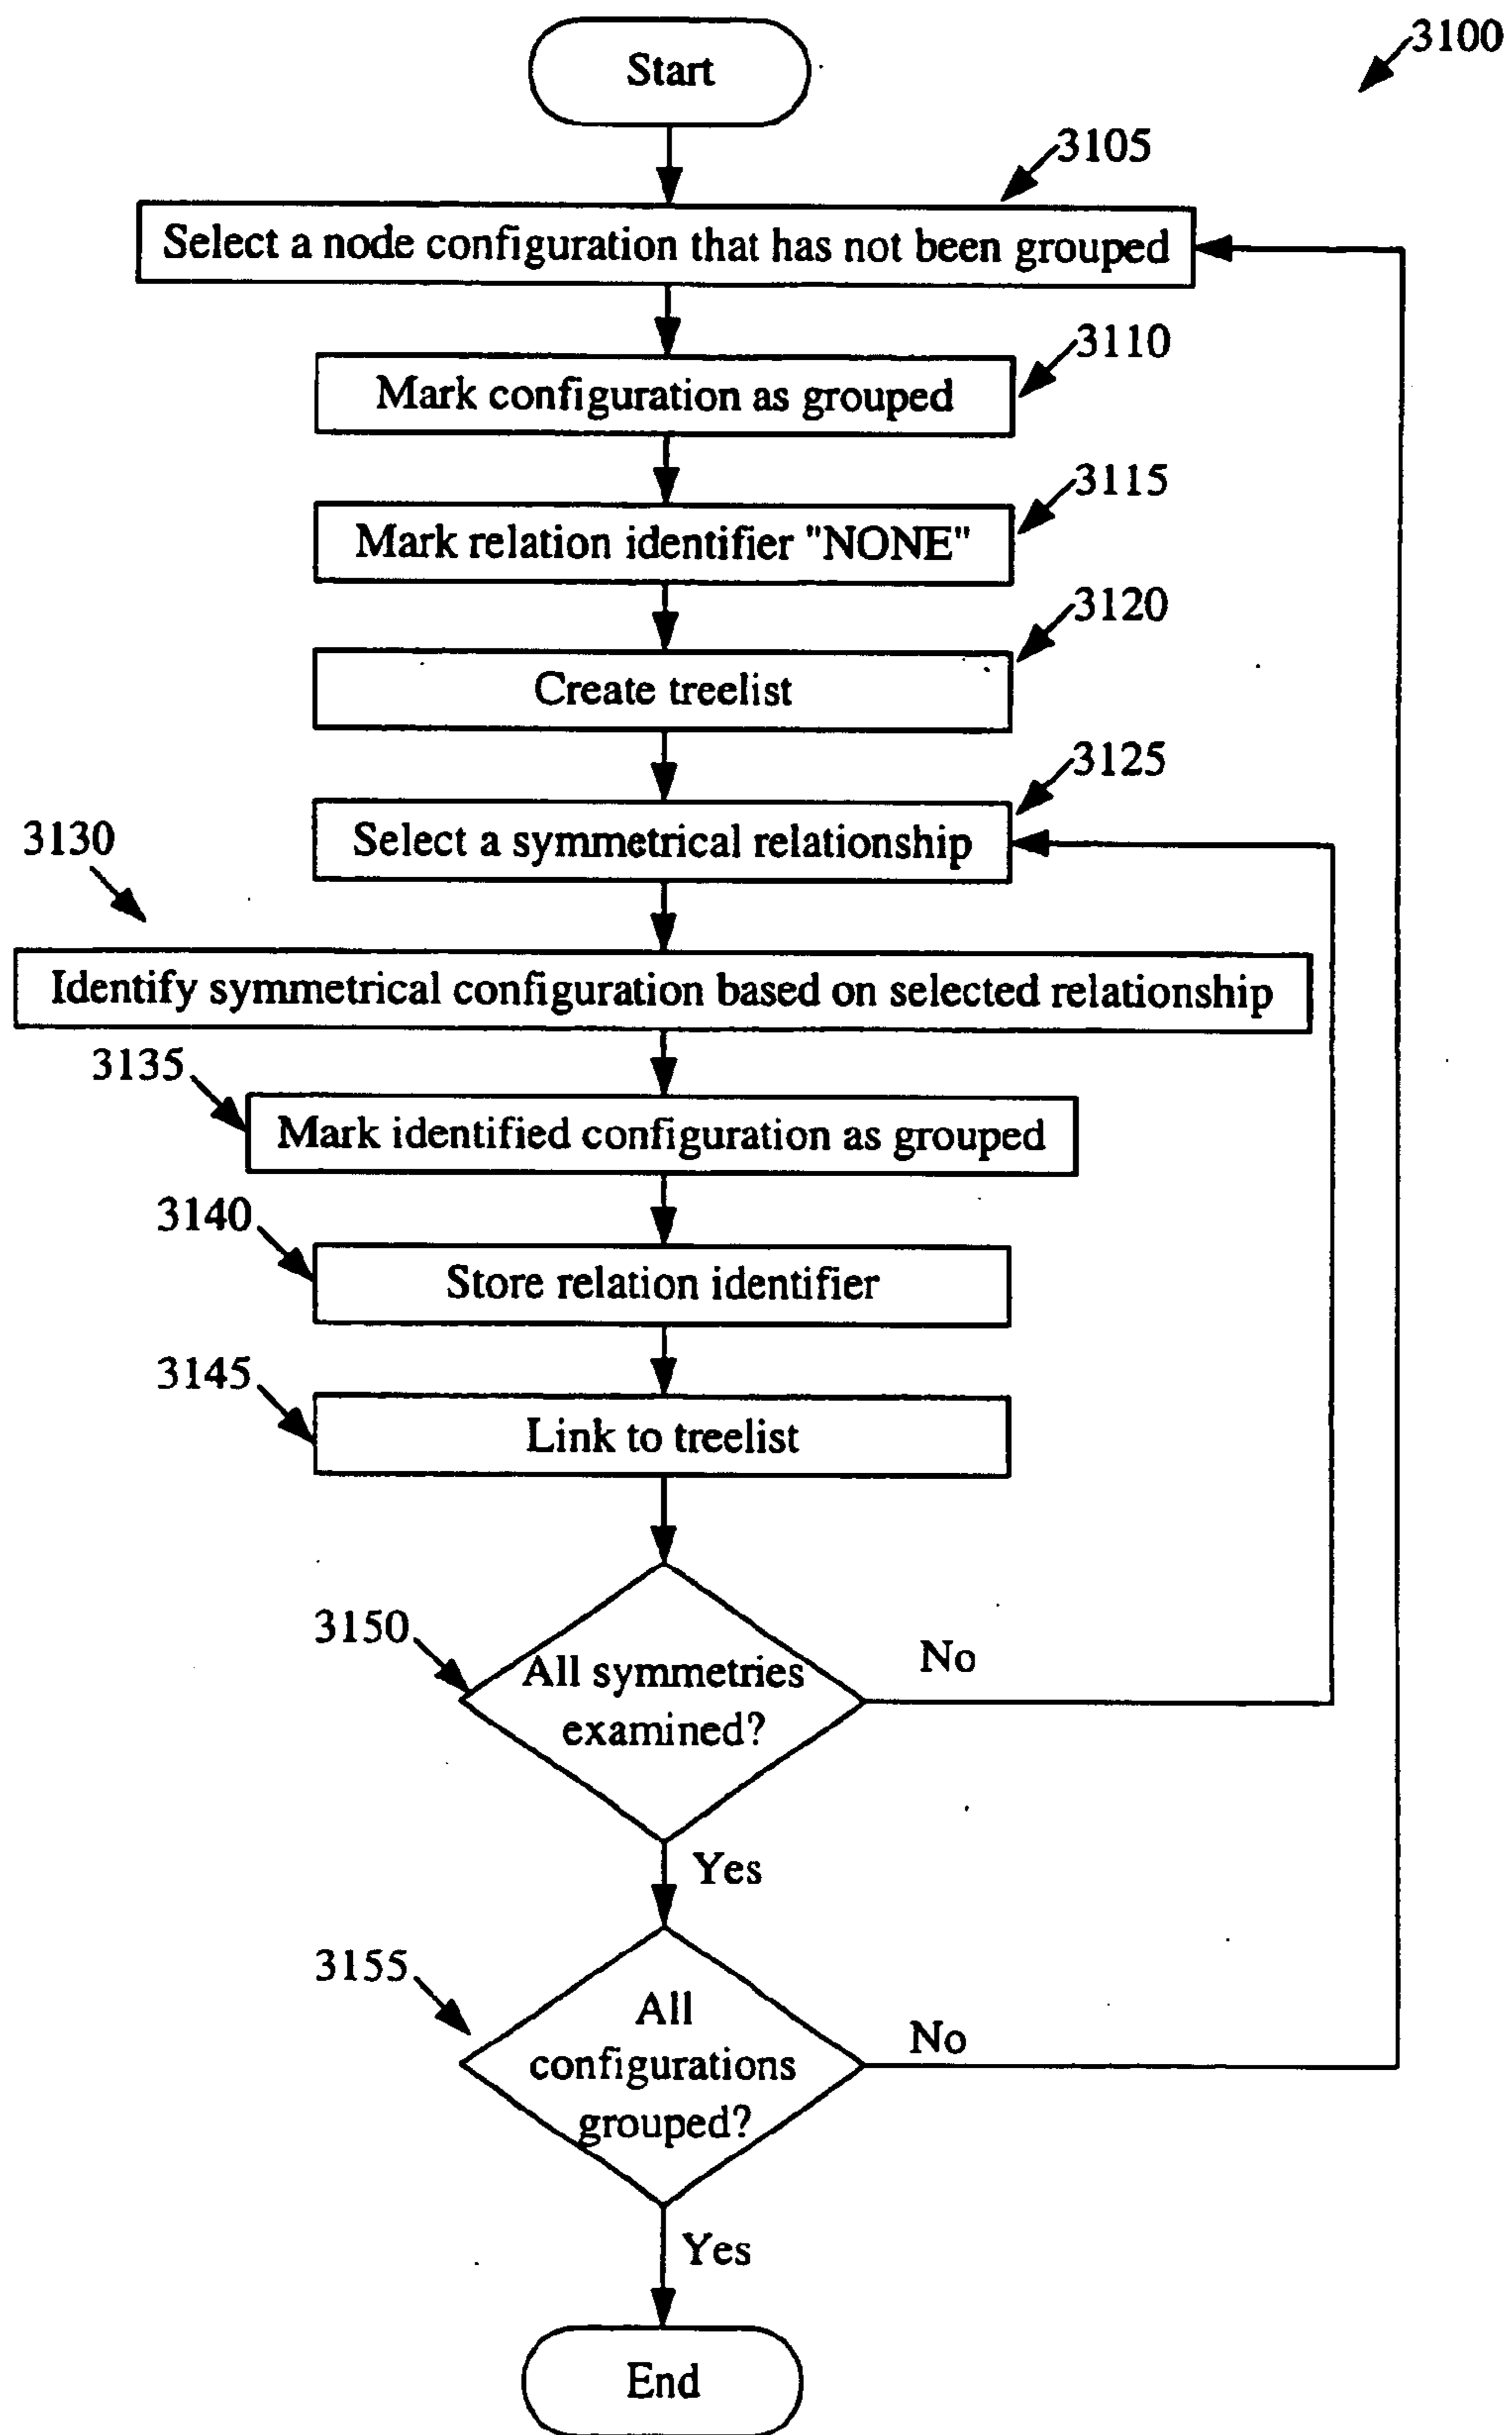 3100
Start
3105
Select a node configuration that has not been grouped
3110
Mark configuration as grouped
3115
Mark relation identifier "NONE"
3120
Create treelist
3125
Select a symmetrical relationship
3130
Identify symmetrical configuration based on selected relationship
3135
Mark identified configuration as grouped
3140
Store relation identifier
3145
Link to treelist
3150
All symmetries
examined?
No
Yes
3155
All
configurations
grouped?
No
Yes
End